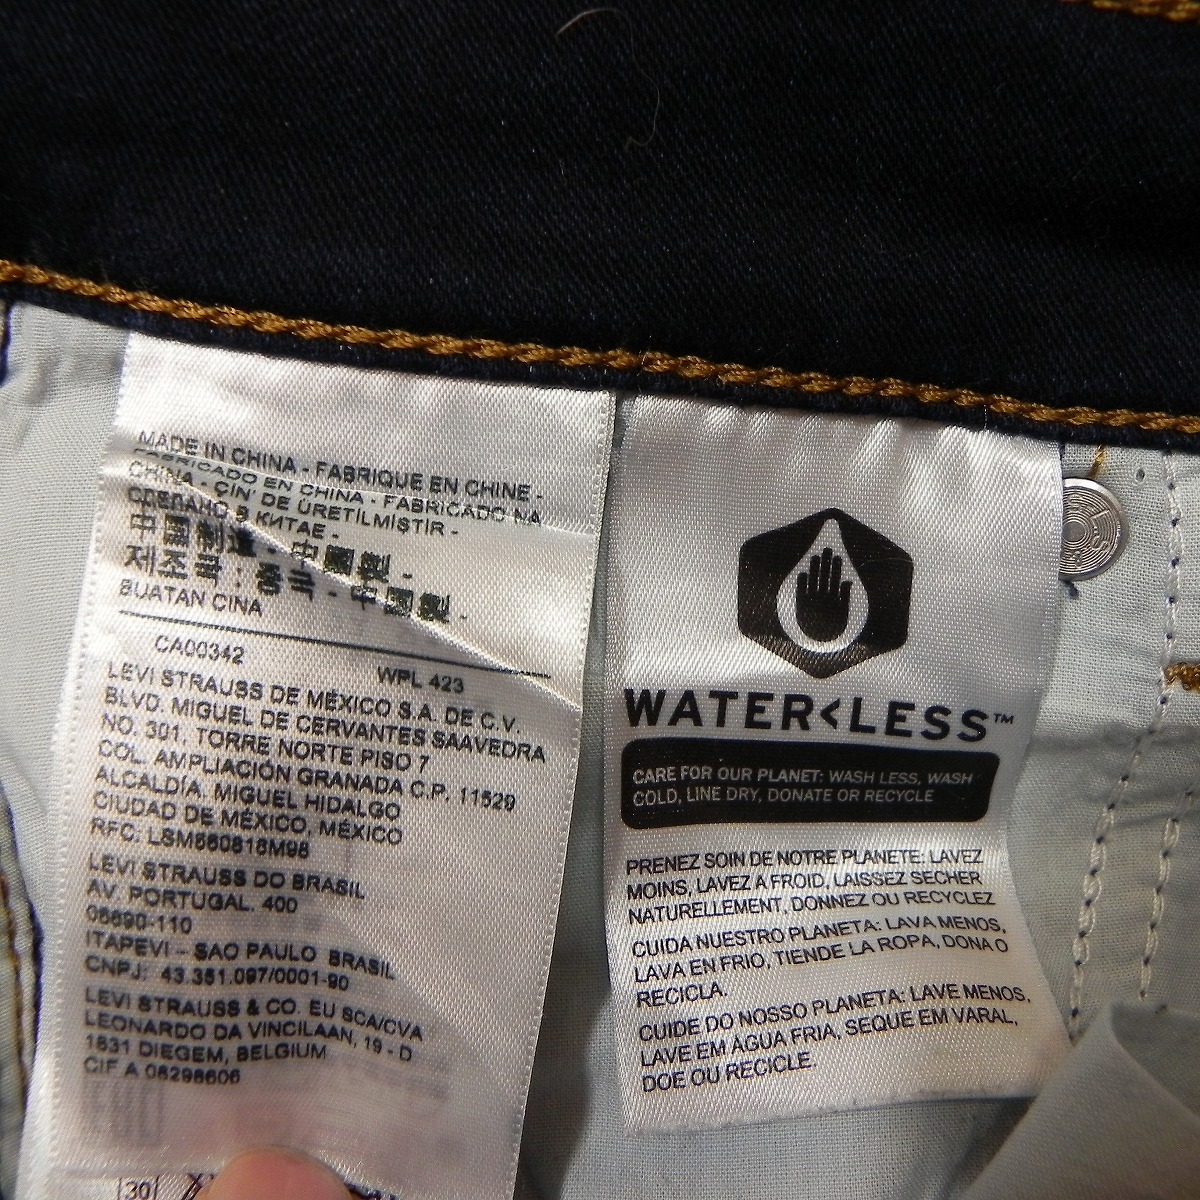 MADE IN CHINA - FABRIQUE EN CHINE -
FABRICADO EN CHINA - FABRICADO NA
CHINA - ÇIN' DE ÜRETİLMİŞTİR -
СДЕЛАНО В КИТАЕ -
中國製造 - 中國製 -
제조국 : 중국 - 中國製 -
BUATAN CINA
CA00342
WPL 423
LEVI STRAUSS DE MÉXICO S.A. DE C.V.
BLVD. MIGUEL DE CERVANTES SAAVEDRA
NO. 301, TORRE NORTE PISO 7
COL. AMPLIACIÓN GRANADA C.P. 11529
ALCALDÍA. MIGUEL HIDALGO
CIUDAD DE MÉXICO, MÉXICO
RFC: LSM660818M98
LEVI STRAUSS DO BRASIL
AV. PORTUGAL. 400
06690-110
ITAPEVI – SAO PAULO BRASIL
CNPJ: 43.351.097/0001-90
LEVI STRAUSS & CO. EU SCA/CVA
LEONARDO DA VINCILAAN, 19 - D
1831 DIEGEM, BELGIUM
CIF A 08298606
EAC
30
WATER<LESS™
CARE FOR OUR PLANET: WASH LESS, WASH
COLD, LINE DRY, DONATE OR RECYCLE
PRENEZ SOIN DE NOTRE PLANETE: LAVEZ
MOINS, LAVEZ A FROID, LAISSEZ SECHER
NATURELLEMENT, DONNEZ OU RECYCLEZ
CUIDA NUESTRO PLANETA: LAVA MENOS,
LAVA EN FRIO, TIENDE LA ROPA, DONA O
RECICLA.
CUIDE DO NOSSO PLANETA: LAVE MENOS,
LAVE EM AGUA FRIA, SEQUE EM VARAL,
DOE OU RECICLE